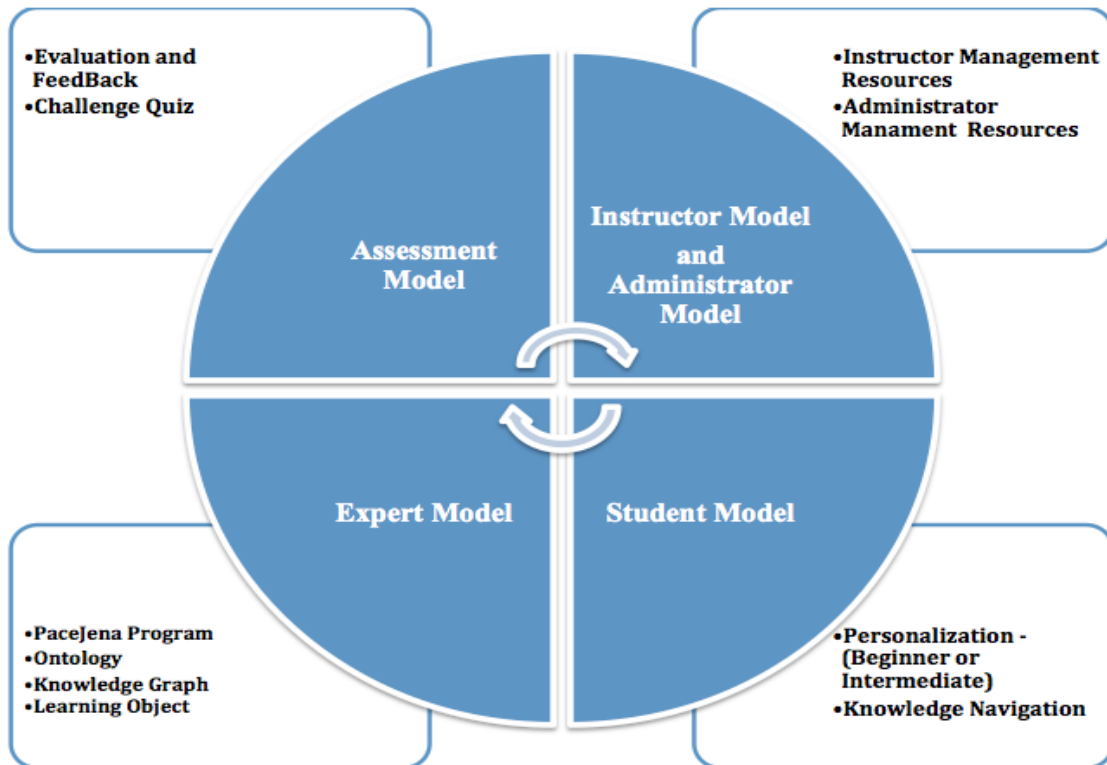 •Evaluation and
FeedBack
•Challenge Quiz
•Instructor Management
Resources
•Administrator
Manament Resources
Assessment
Model
Instructor Model
and
Administrator
Model
Expert Model
Student Model
•PaceJena Program
•Ontology
•Knowledge Graph
•Learning Object
•Personalization -
(Beginner or
Intermediate)
•Knowledge Navigation